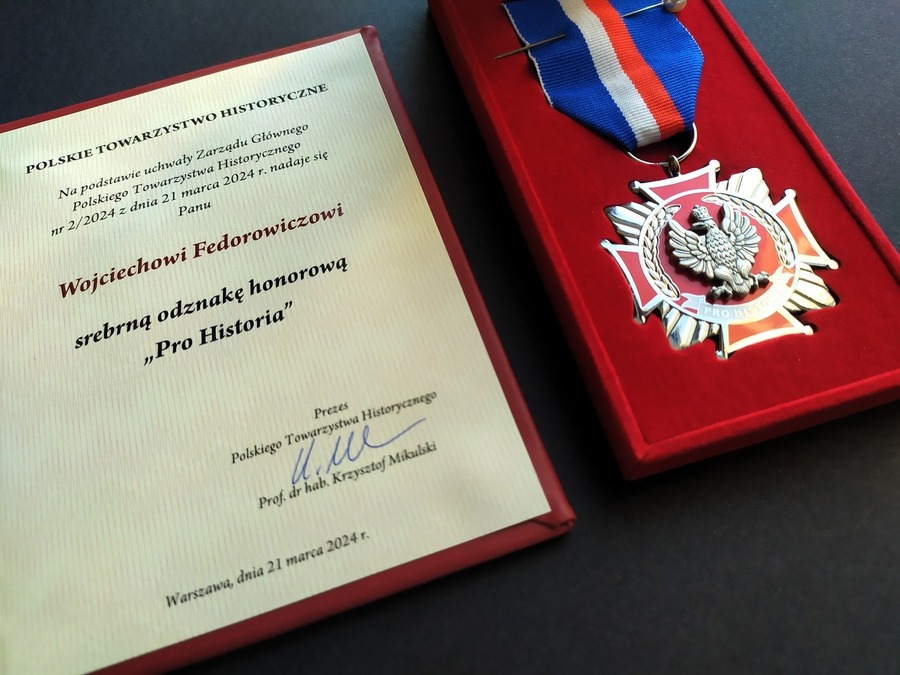 POLSKIE TOWARZYSTWO HISTORYCZNE
Na podstawie uchwały Zarządu Głównego
Polskiego Towarzystwa Historycznego
nr 2/2024 z dnia 21 marca 2024 r. nadaje się
Panu
Wojciechowi Fedorowiczowi
srebrną odznakę honorową
„Pro Historia”
Prezes
Polskiego Towarzystwa Historycznego
Prof. dr hab. Krzysztof Mikulski
Warszawa, dnia 21 marca 2024 r.
PRO HISTORIA